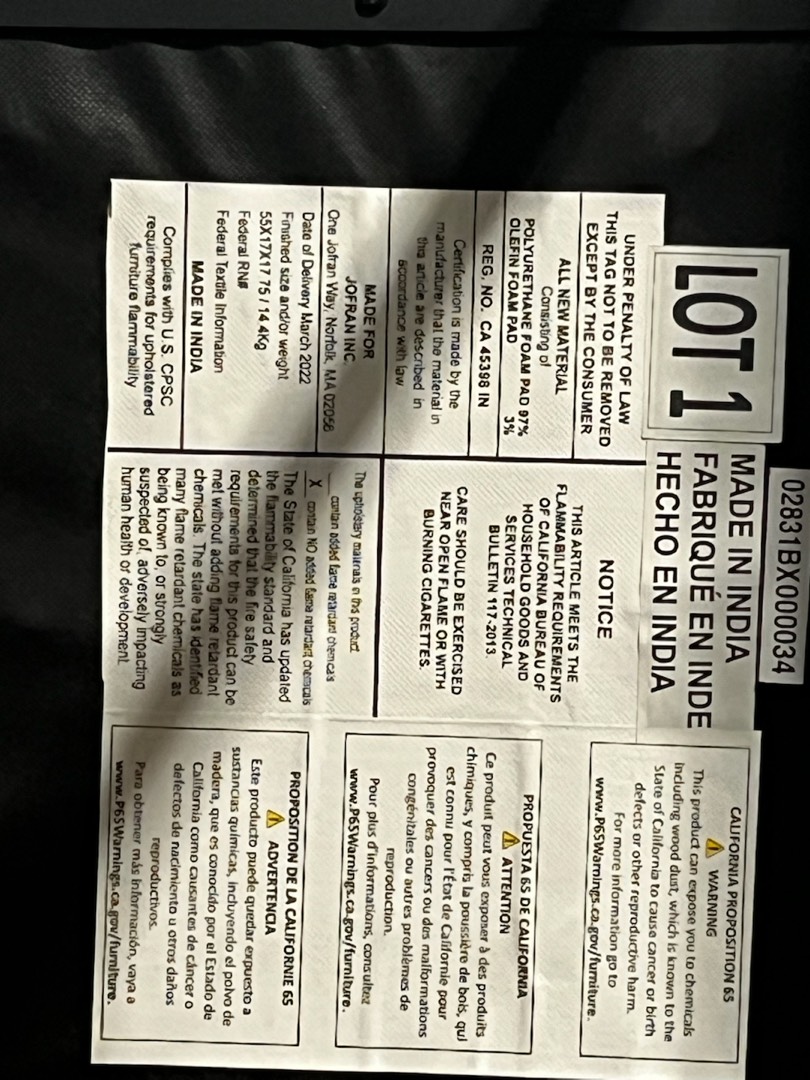 02831BX000034
LOT 1
MADE IN INDIA
FABRIQUÉ EN INDE
HECHO EN INDIA
UNDER PENALTY OF LAW
THIS TAG NOT TO BE REMOVED
EXCEPT BY THE CONSUMER
ALL NEW MATERIAL
Consisting of
POLYURETHANE FOAM PAD 97%
OLEFIN FOAM PAD 3%
REG. NO. CA 45398 IN
Certification is made by the
manufacturer that the material in
this article are described in
accordance with law
MADE FOR
JOFRAN INC.
One Jofran Way, Norfolk, MA 02056
Date of Delivery March 2022
Finished size and/or weight
55X17X17 75 / 14 4Kg
Federal RN#
Federal Textile Information
MADE IN INDIA
Complies with U.S. CPSC
requirements for upholstered
furniture flammability
NOTICE
THIS ARTICLE MEETS THE
FLAMMABILITY REQUIREMENTS
OF CALIFORNIA BUREAU OF
HOUSEHOLD GOODS AND
SERVICES TECHNICAL
BULLETIN 117-2013.
CARE SHOULD BE EXERCISED
NEAR OPEN FLAME OR WITH
BURNING CIGARETTES.
The upholstery materials in this product:
___ contain added flame retardant chemicals
X contain NO added flame retardant chemicals
The State of California has updated
the flammability standard and
determined that the fire safety
requirements for this product can be
met without adding flame retardant
chemicals. The state has identified
many flame retardant chemicals as
being known to, or strongly
suspected of, adversely impacting
human health or development.
CALIFORNIA PROPOSITION 65
⚠ WARNING
This product can expose you to chemicals
including wood dust, which is known to the
State of California to cause cancer or birth
defects or other reproductive harm.
For more information go to
www.P65Warnings.ca.gov/furniture.
PROPUESTA 65 DE CALIFORNIA
⚠ ATTENTION
Ce produit peut vous exposer à des produits
chimiques, y compris la poussière de bois, qui
est connu pour l'État de Californie pour
provoquer des cancers ou des malformations
congénitales ou autres problèmes de
reproduction.
Pour plus d'informations, consultez
www.P65Warnings.ca.gov/furniture.
PROPOSITION DE LA CALIFORNIE 65
⚠ ADVERTENCIA
Este producto puede quedar expuesto a
sustancias químicas, incluyendo el polvo de
madera, que es conocido por el Estado de
California como causantes de cáncer o
defectos de nacimiento u otros daños
reproductivos.
Para obtener más información, vaya a
www.P65Warnings.ca.gov/furniture.